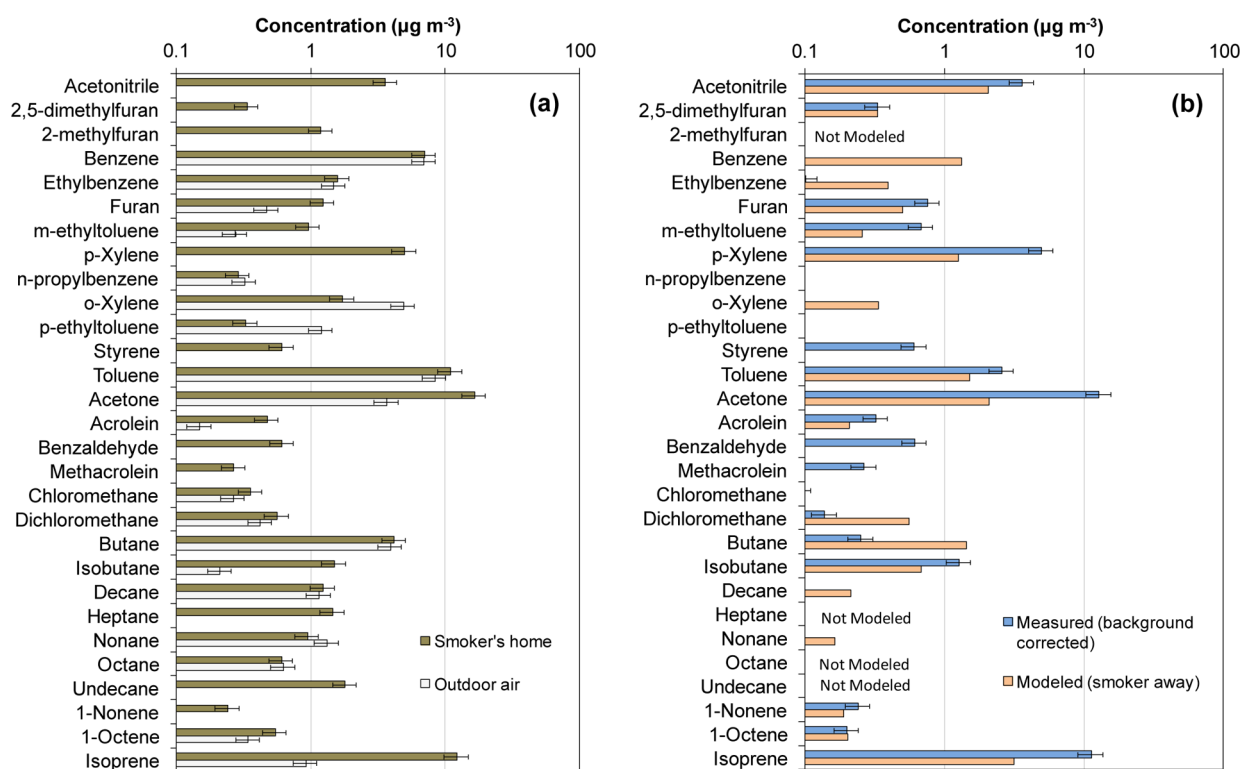 Concentration (µg m-3)
0.1 1 10 100
(a)
Acetonitrile
2,5-dimethylfuran
2-methylfuran
Benzene
Ethylbenzene
Furan
m-ethyltoluene
p-Xylene
n-propylbenzene
o-Xylene
p-ethyltoluene
Styrene
Toluene
Acetone
Acrolein
Benzaldehyde
Methacrolein
Chloromethane
Dichloromethane
Butane
Isobutane
Decane
Heptane
Nonane
Octane
Undecane
1-Nonene
1-Octene
Isoprene
Smoker's home
Outdoor air
Concentration (µg m-3)
0.1 1 10 100
(b)
Acetonitrile
2,5-dimethylfuran
2-methylfuran Not Modeled
Benzene
Ethylbenzene
Furan
m-ethyltoluene
p-Xylene
n-propylbenzene
o-Xylene
p-ethyltoluene
Styrene
Toluene
Acetone
Acrolein
Benzaldehyde
Methacrolein
Chloromethane
Dichloromethane
Butane
Isobutane
Decane
Heptane Not Modeled
Nonane
Octane Not Modeled
Undecane Not Modeled
1-Nonene
1-Octene
Isoprene
Measured (background
corrected)
Modeled (smoker away)